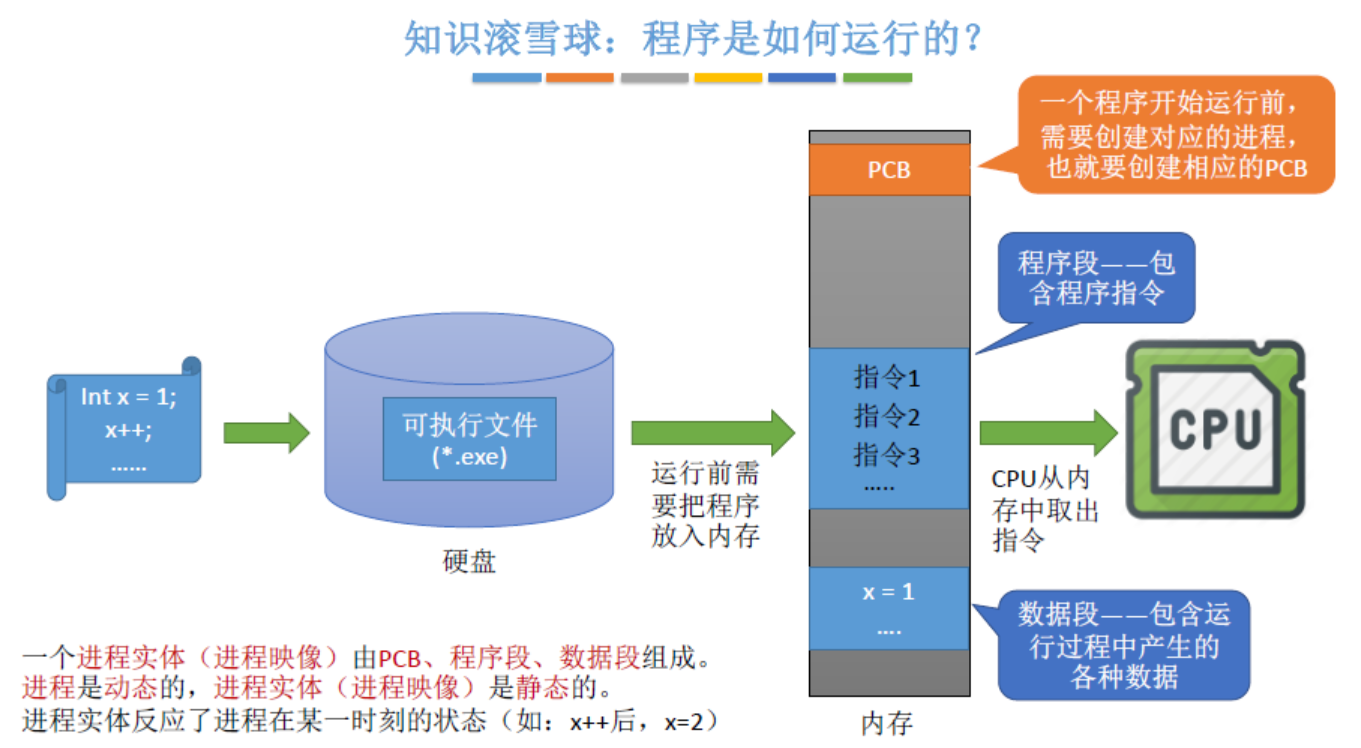 知识滚雪球：程序是如何运行的？
一个程序开始运行前，
需要创建对应的进程，
也就要创建相应的PCB
PCB
程序段——包
含程序指令
Int x = 1;
x++;
……
可执行文件
(*.exe)
硬盘
运行前需
要把程序
放入内存
指令1
指令2
指令3
…..
CPU从内
存中取出
指令
CPU
x = 1
….
数据段——包含运
行过程中产生的
各种数据
内存
一个进程实体（进程映像）由PCB、程序段、数据段组成。
进程是动态的，进程实体（进程映像）是静态的。
进程实体反应了进程在某一时刻的状态（如：x++后，x=2）